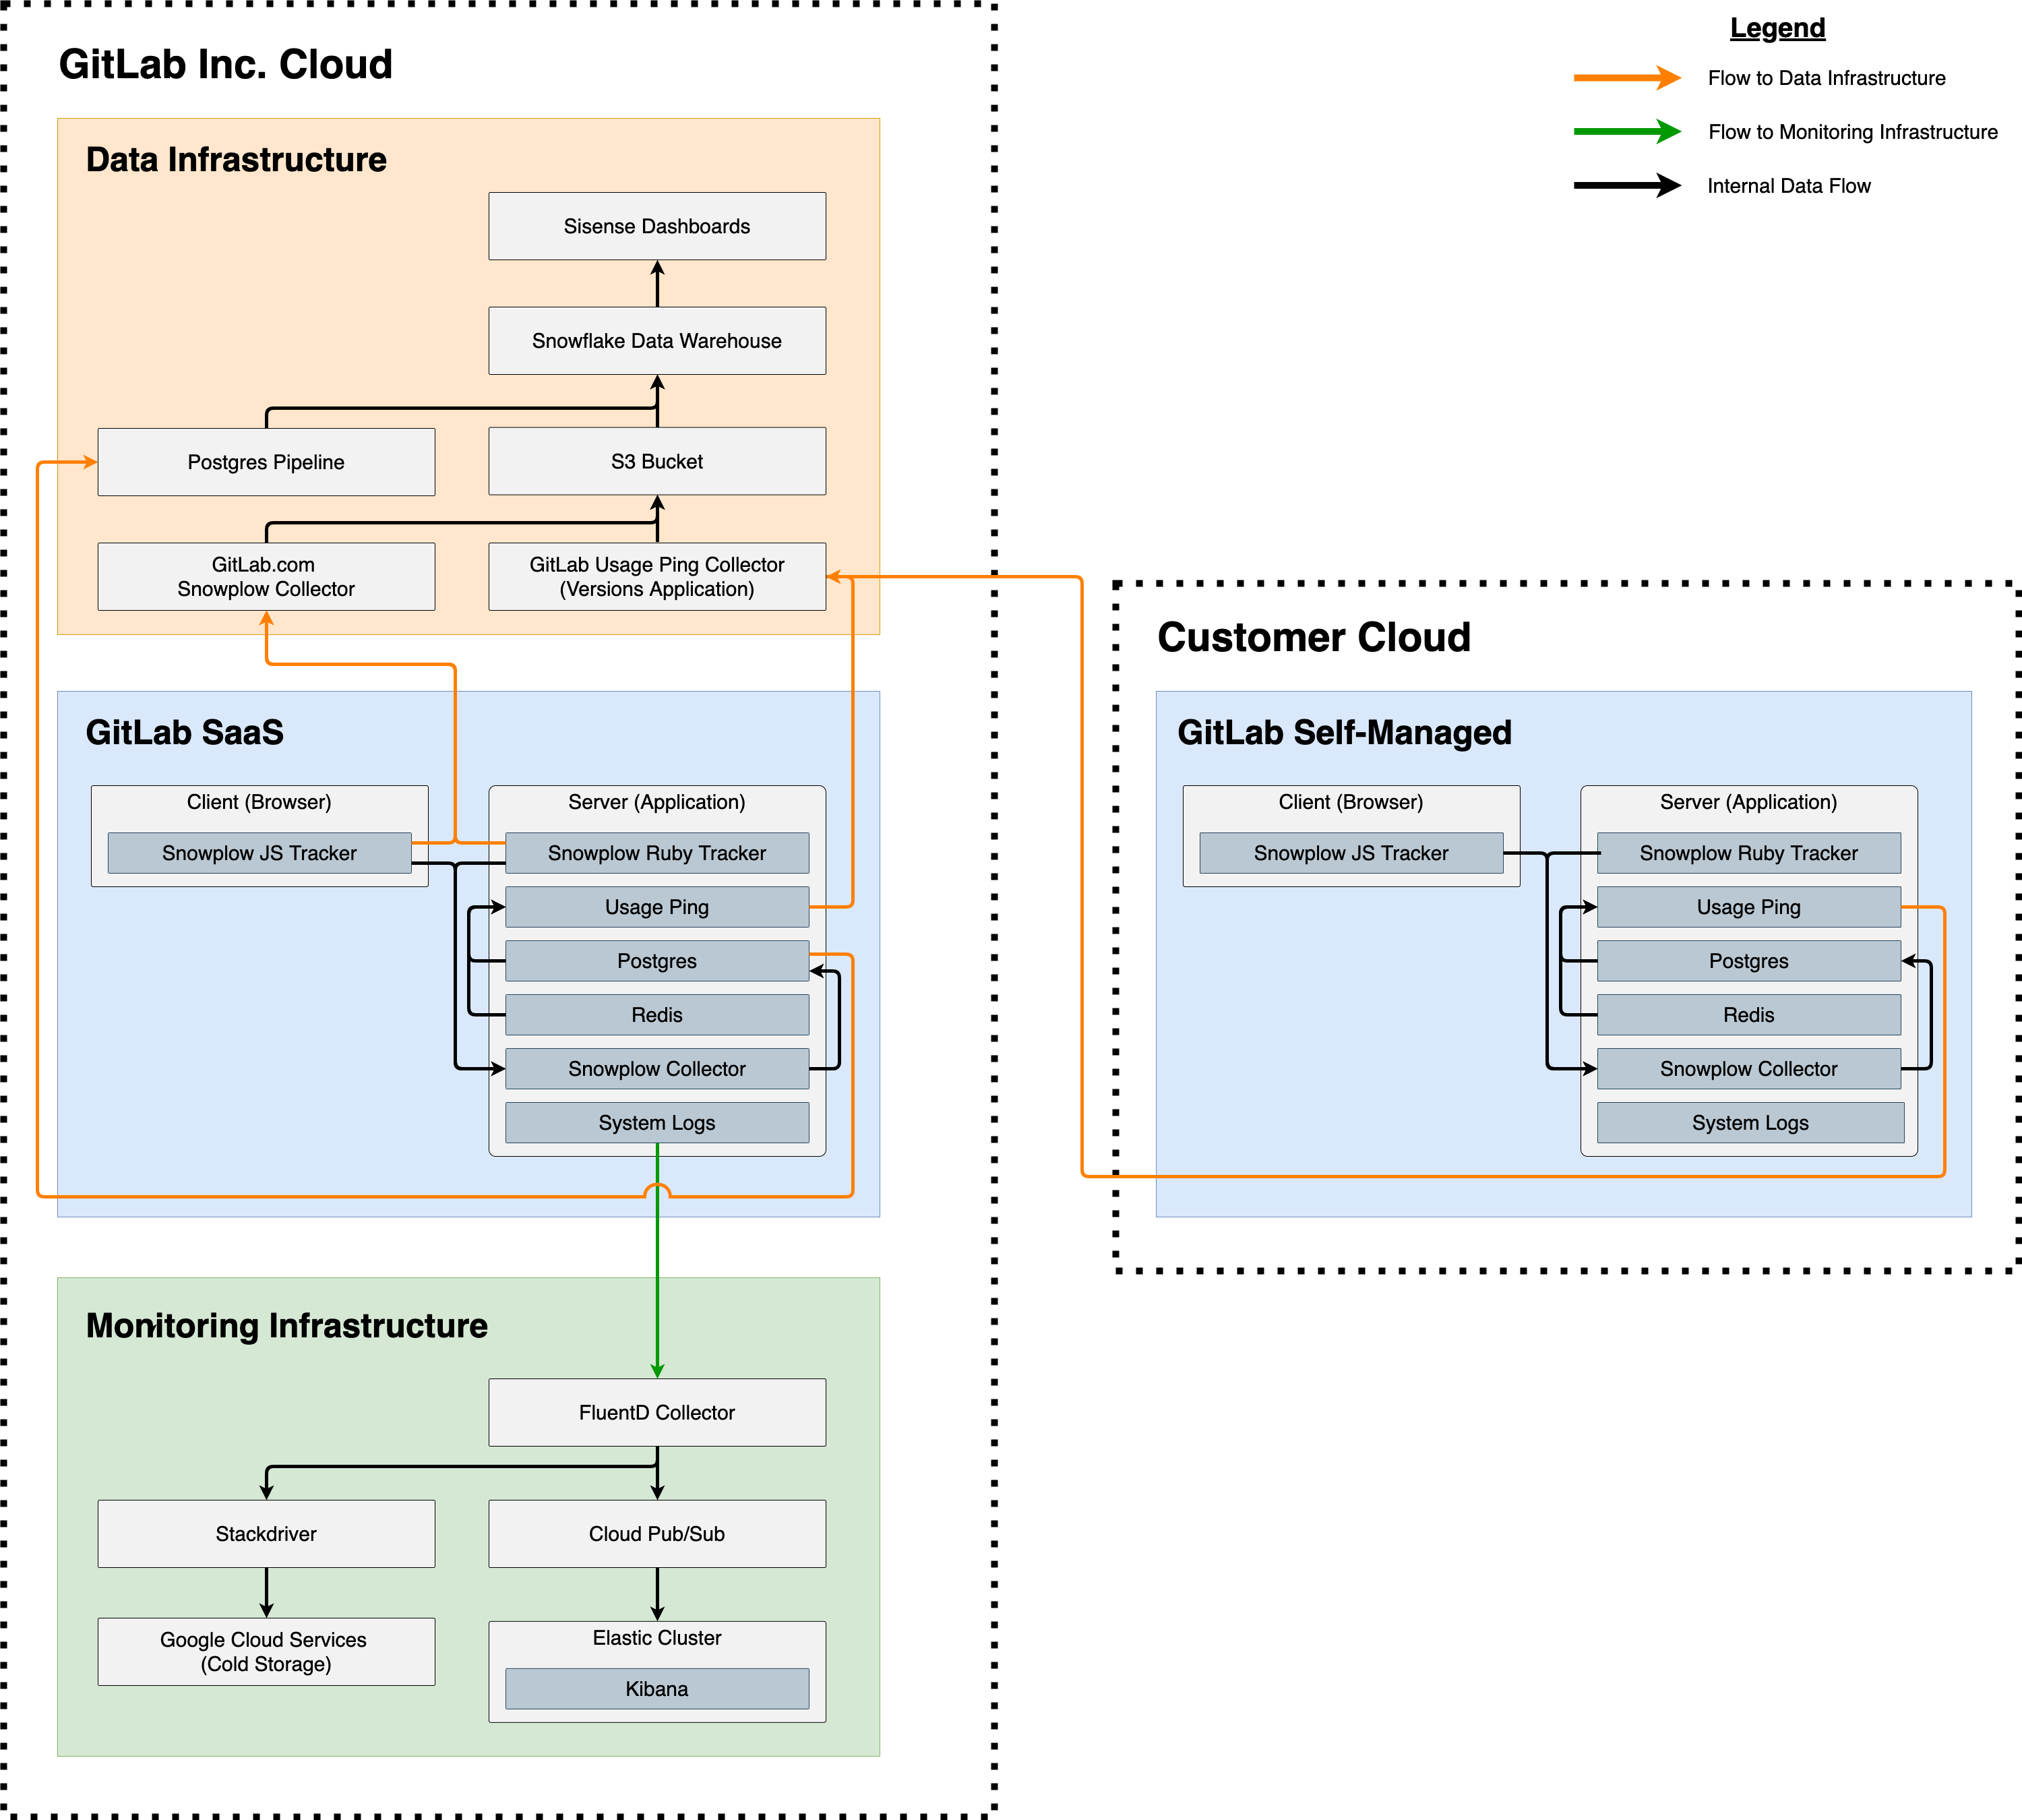 GitLab Inc. Cloud
Data Infrastructure
Sisense Dashboards
Snowflake Data Warehouse
Postgres Pipeline
S3 Bucket
GitLab.com
Snowplow Collector
GitLab Usage Ping Collector
(Versions Application)
GitLab SaaS
Client (Browser)
Snowplow JS Tracker
Server (Application)
Snowplow Ruby Tracker
Usage Ping
Postgres
Redis
Snowplow Collector
System Logs
Monitoring Infrastructure
FluentD Collector
Stackdriver
Cloud Pub/Sub
Google Cloud Services
(Cold Storage)
Elastic Cluster
Kibana
Legend
Flow to Data Infrastructure
Flow to Monitoring Infrastructure
Internal Data Flow
Customer Cloud
GitLab Self-Managed
Client (Browser)
Snowplow JS Tracker
Server (Application)
Snowplow Ruby Tracker
Usage Ping
Postgres
Redis
Snowplow Collector
System Logs